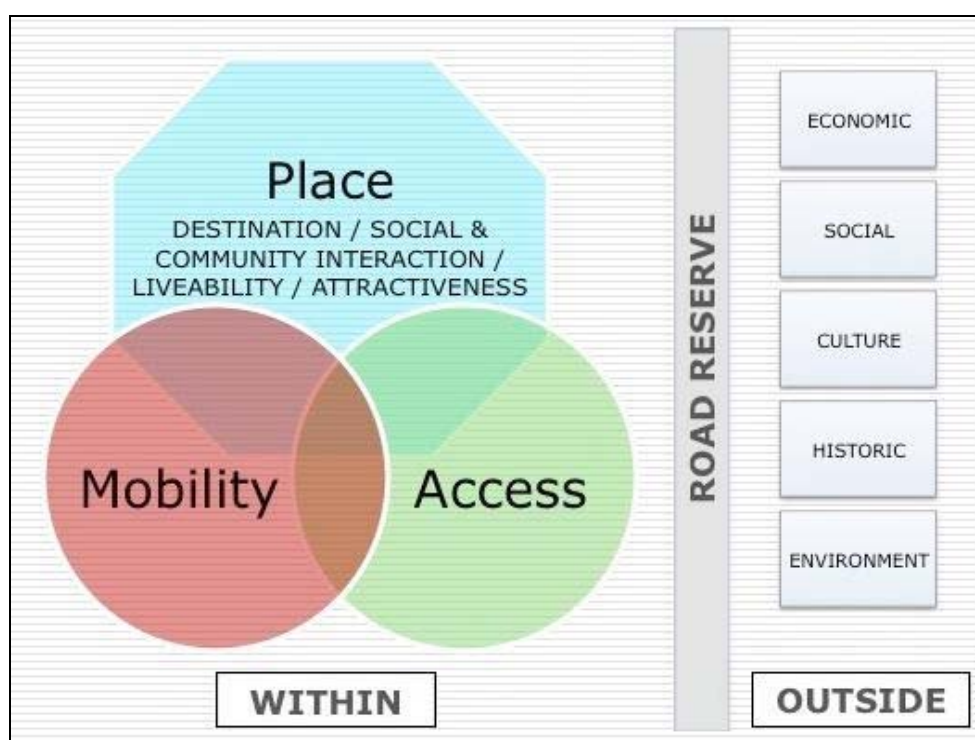 Place
DESTINATION / SOCIAL &
COMMUNITY INTERACTION /
LIVEABILITY / ATTRACTIVENESS
Mobility
Access
WITHIN
ROAD RESERVE
ECONOMIC
SOCIAL
CULTURE
HISTORIC
ENVIRONMENT
OUTSIDE